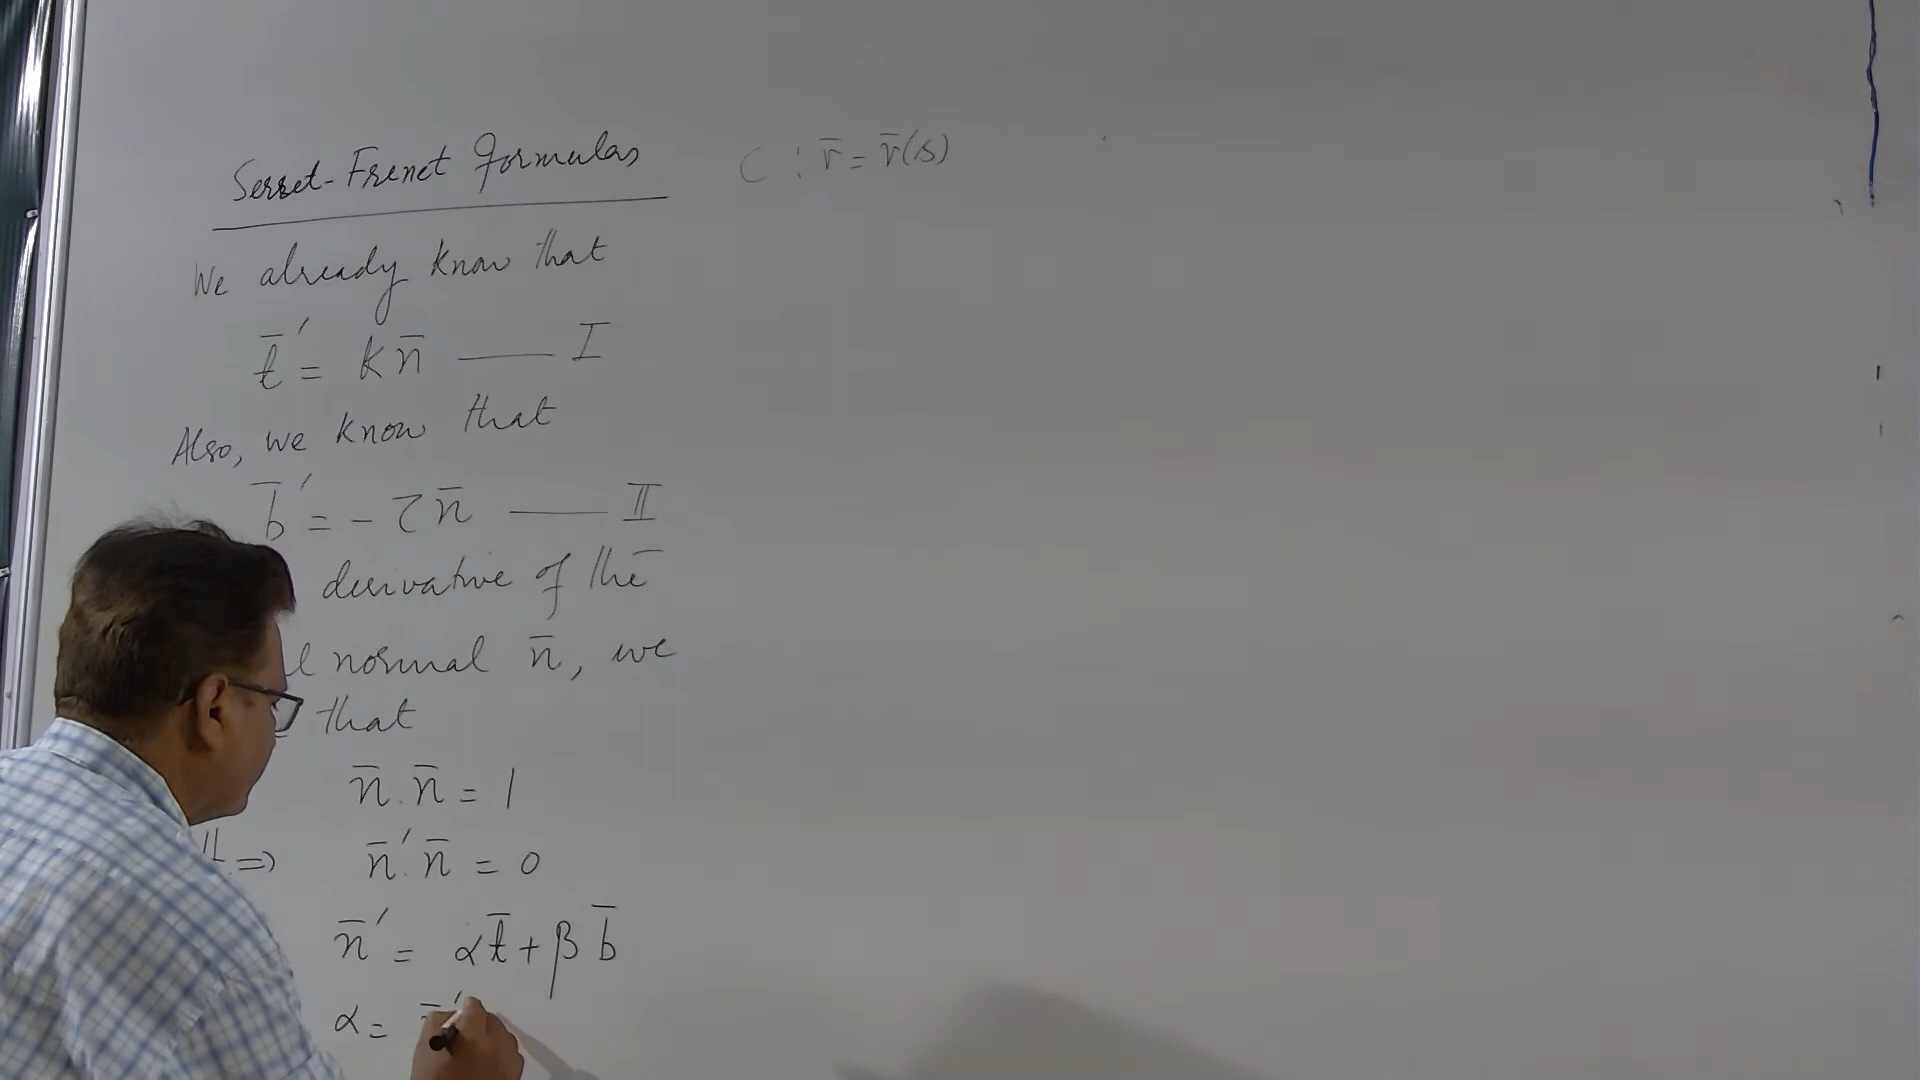 Serret-Frenet Formulas
C : r̄ = r̄(s)
We already know that
t̄′ = k n̄ —— I
Also, we know that
b̄′ = - τ n̄ —— II
derivative of the
normal n̄, we
that
n̄ . n̄ = 1
⇒ n̄′. n̄ = 0
n̄′ = α t̄ + β b̄
α =